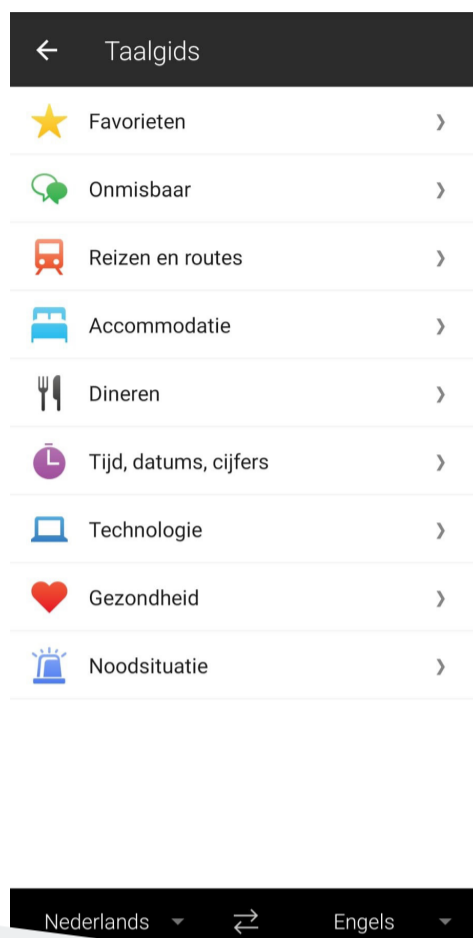 Taalgids
Favorieten
Onmisbaar
Reizen en routes
Accommodatie
Dineren
Tijd, datums, cijfers
Technologie
Gezondheid
Noodsituatie
Nederlands Engels